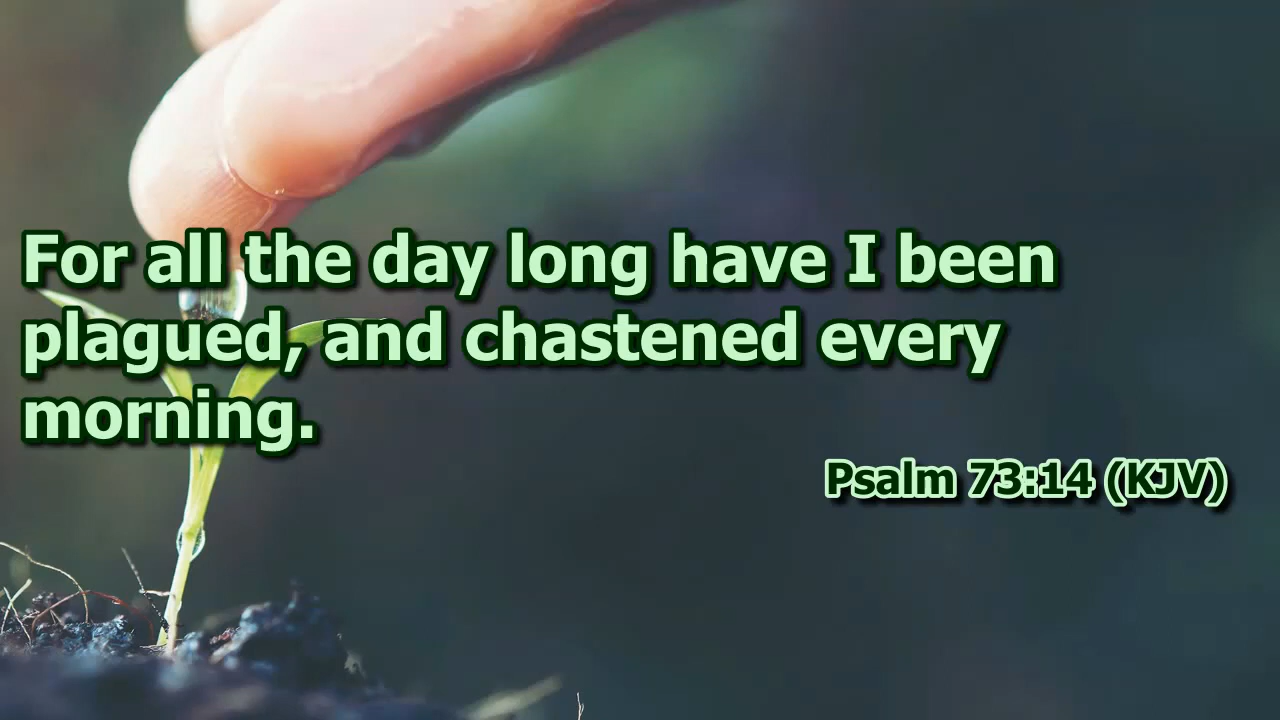 For all the day long have I been
plagued, and chastened every
morning.
Psalm 73:14 (KJV)